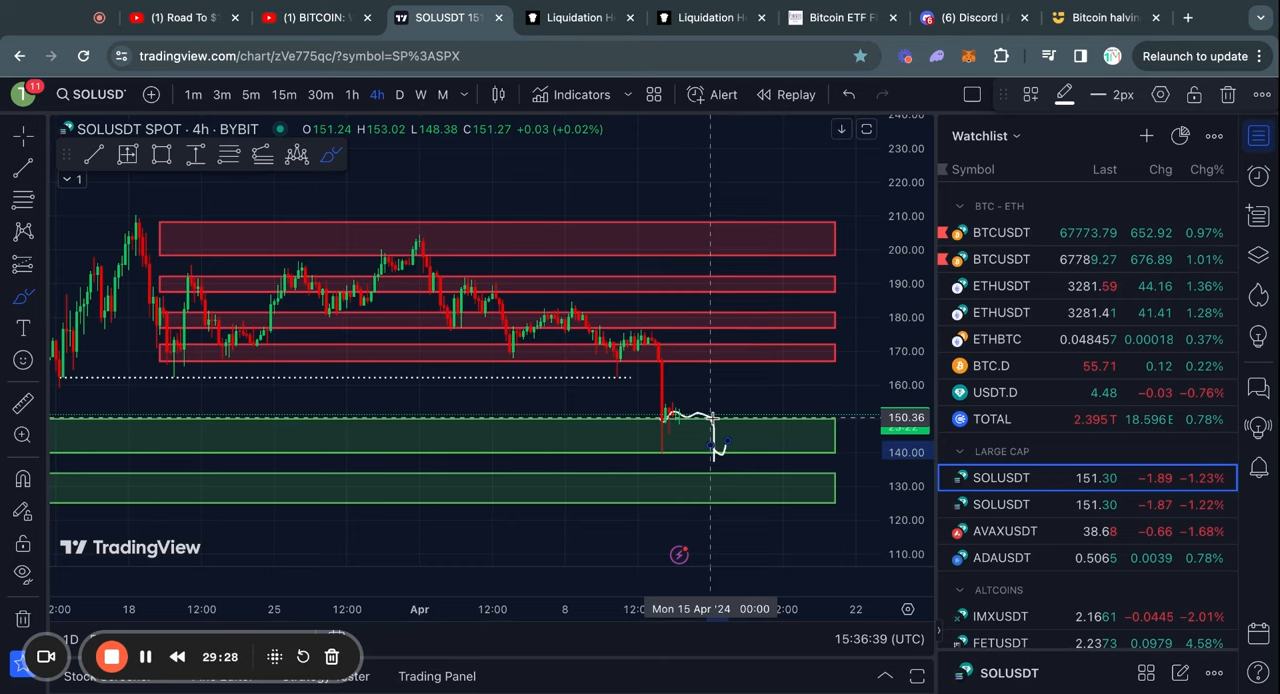 (1) Road To $1
(1) BITCOIN: W
SOLUSDT 151
Liquidation H
Liquidation H
Bitcoin ETF F
(6) Discord |
Bitcoin halvin
tradingview.com/chart/zVe775qc/?symbol=SP%3ASPX
Relaunch to update
11
SOLUSDT
1m 3m 5m 15m 30m 1h 4h D W M
Indicators
Alert
Replay
2px
SOLUSDT SPOT · 4h · BYBIT
O151.24 H153.02 L148.38 C151.27 +0.03 (+0.02%)
1
240.00
230.00
220.00
210.00
200.00
190.00
180.00
170.00
160.00
150.36
140.00
130.00
120.00
110.00
TradingView
18 12:00 25 12:00 Apr 12:00 8
Mon 15 Apr '24 00:00
22
1D
15:36:39 (UTC)
29:28
Trading Panel
Watchlist
Symbol Last Chg Chg%
BTC - ETH
BTCUSDT 67773.79 652.92 0.97%
BTCUSDT 67789.27 676.89 1.01%
ETHUSDT 3281.59 44.16 1.36%
ETHUSDT 3281.41 41.41 1.28%
ETHBTC 0.048457 0.00018 0.37%
BTC.D 55.71 0.12 0.22%
USDT.D 4.48 −0.03 −0.76%
TOTAL 2.395T 18.596B 0.78%
LARGE CAP
SOLUSDT 151.30 −1.89 −1.23%
SOLUSDT 151.30 −1.87 −1.22%
AVAXUSDT 38.68 −0.66 −1.68%
ADAUSDT 0.5065 0.0039 0.78%
ALTCOINS
IMXUSDT 2.1661 −0.0445 −2.01%
FETUSDT 2.2373 0.0979 4.58%
SOLUSDT